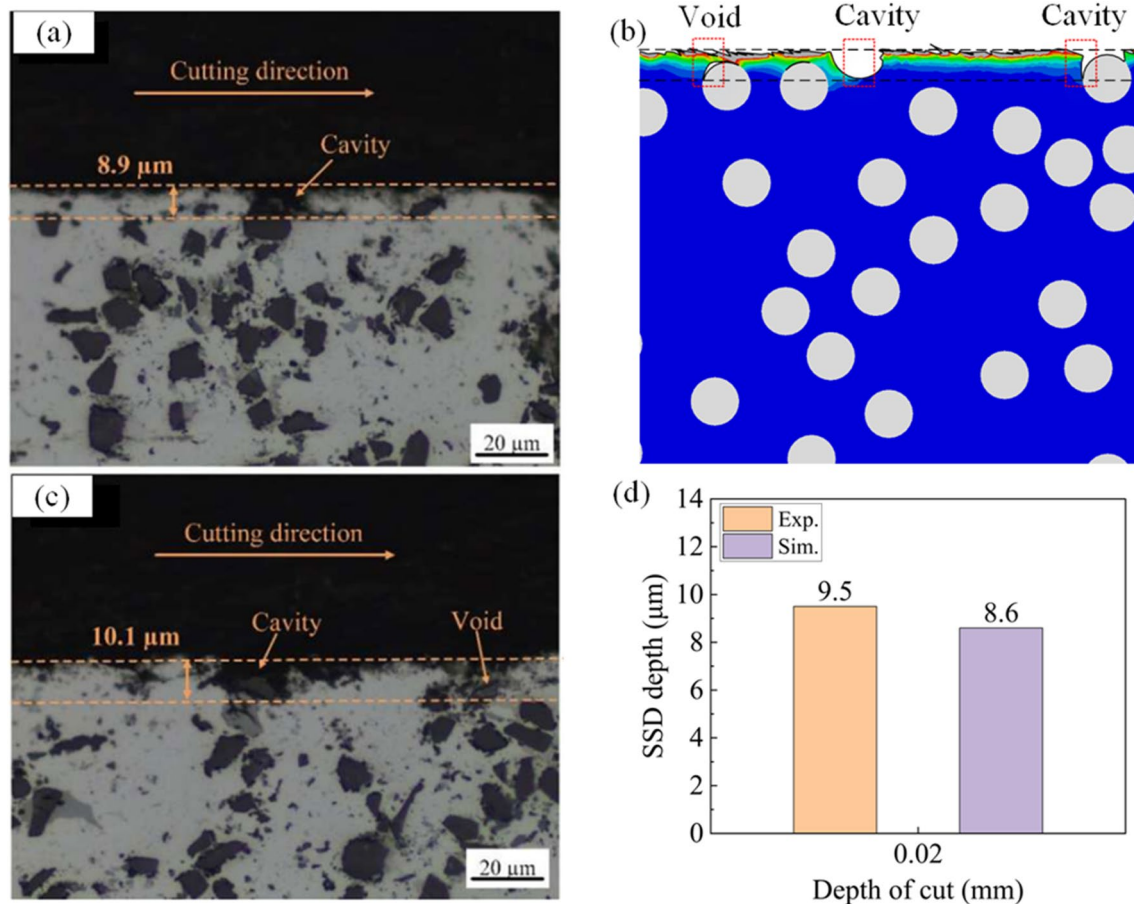 (a)
Cutting direction
8.9 μm
Cavity
20 μm
(b)
Void
Cavity
Cavity
(c)
Cutting direction
10.1 μm
Cavity
Void
20 μm
(d)
14
12
10
8
6
4
2
0
SSD depth (μm)
Exp.
Sim.
9.5
8.6
0.02
Depth of cut (mm)